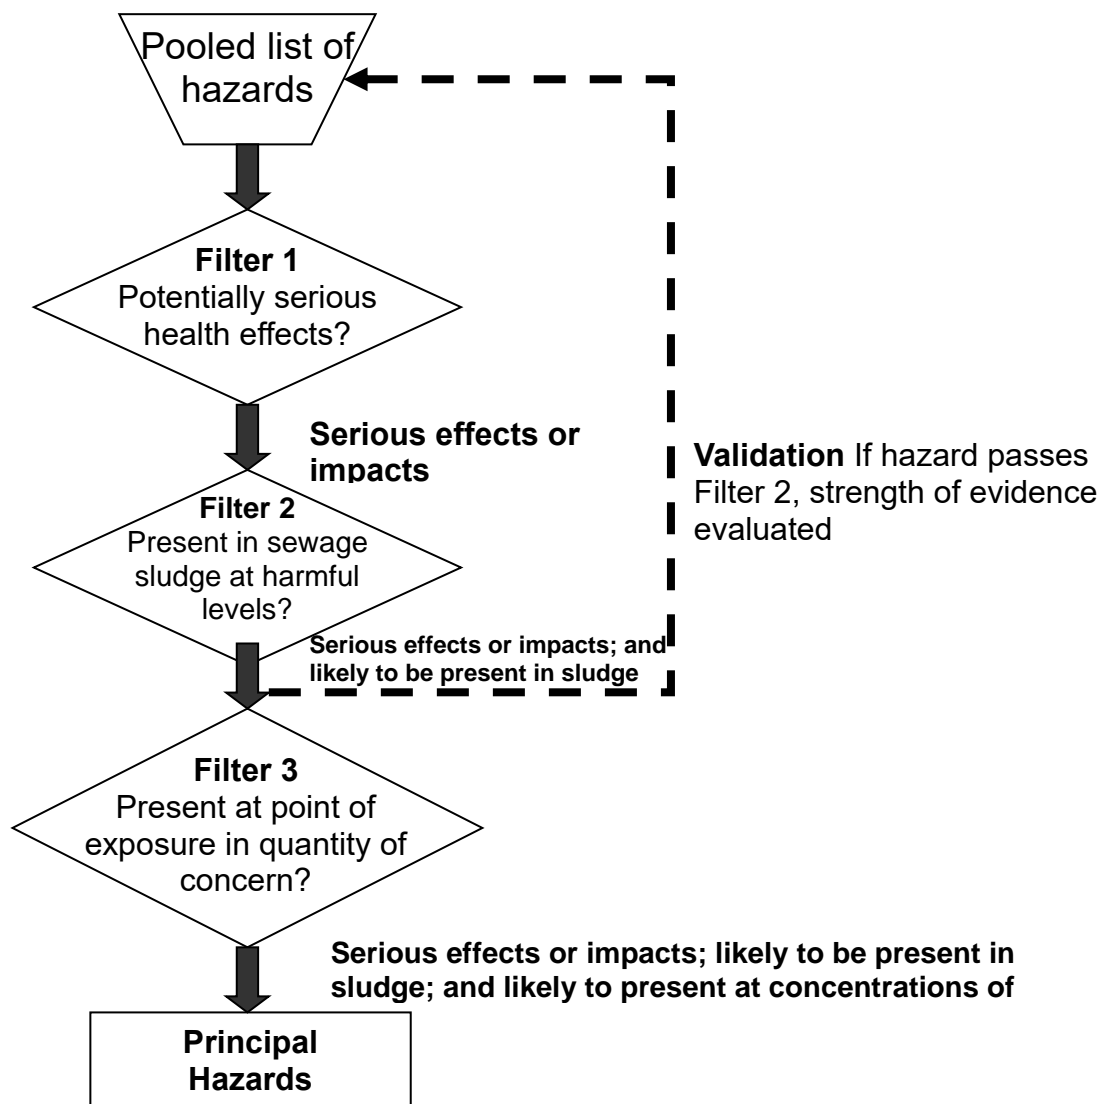 Pooled list of
hazards
Filter 1
Potentially serious
health effects?
Serious effects or
impacts
Filter 2
Present in sewage
sludge at harmful
levels?
Validation If hazard passes
Filter 2, strength of evidence
evaluated
Serious effects or impacts; and
likely to be present in sludge
Filter 3
Present at point of
exposure in quantity of
concern?
Serious effects or impacts; likely to be present in
sludge; and likely to present at concentrations of
Principal
Hazards